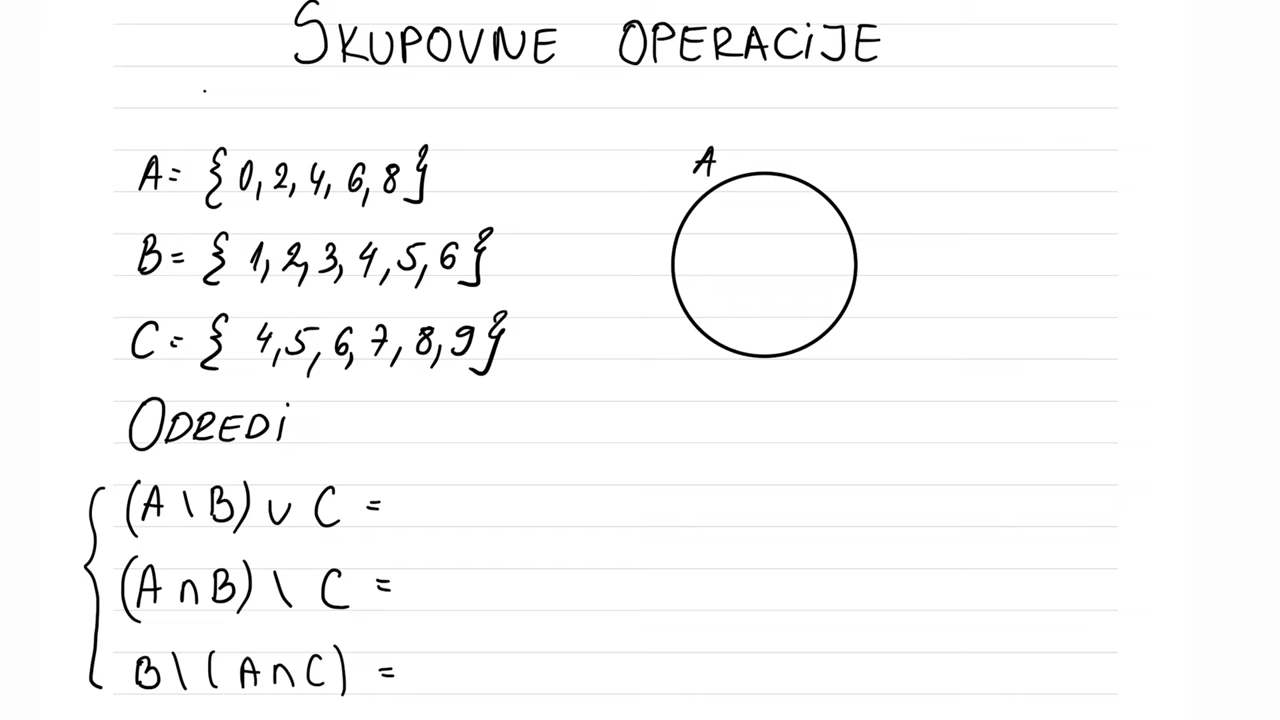 SKUPOVNE OPERACIJE
A = {0, 2, 4, 6, 8}
A
B = {1, 2, 3, 4, 5, 6}
C = {4, 5, 6, 7, 8, 9}
ODREDI
(A \ B) ∪ C =
(A ∩ B) \ C =
B \ (A ∩ C) =